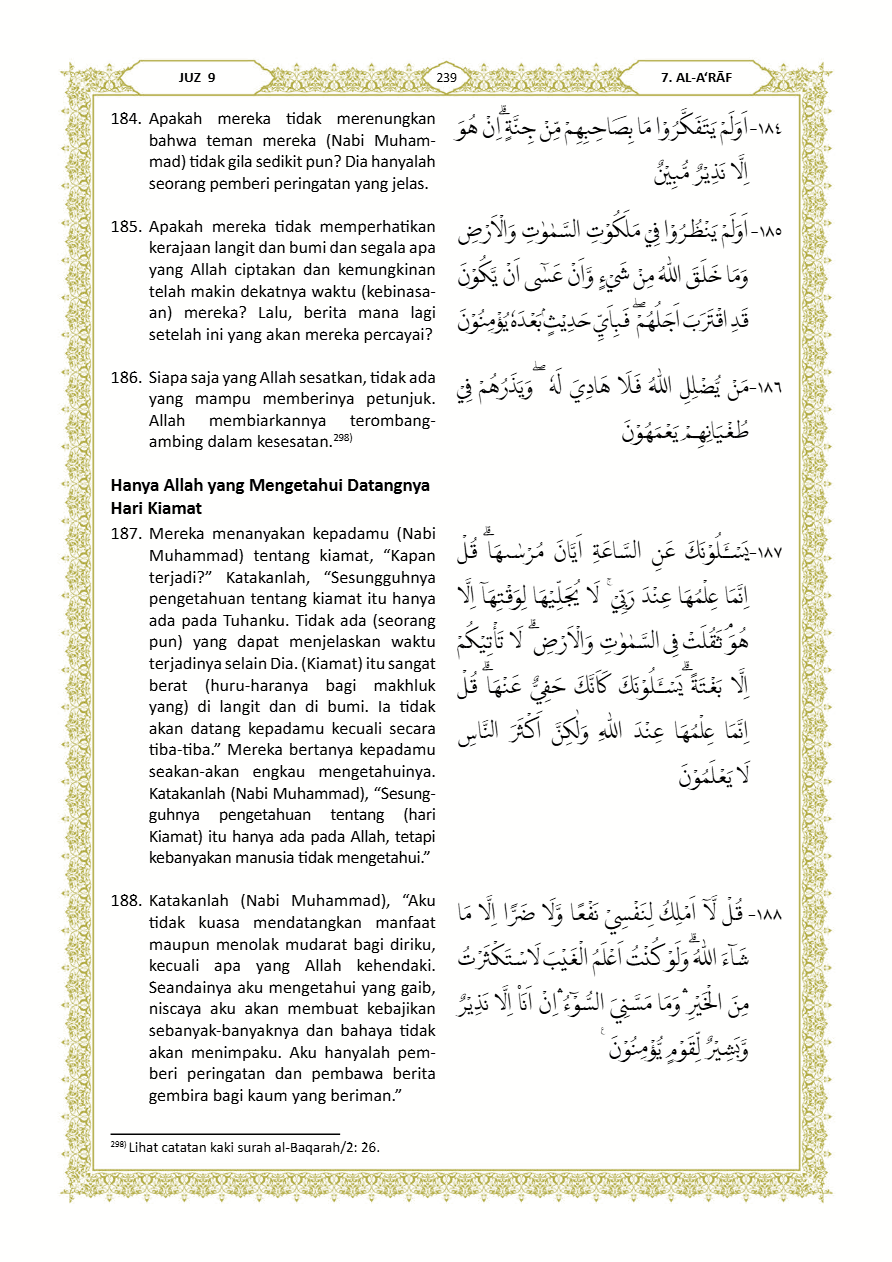 JUZ 9
239
7. AL-A‘RĀF
184. Apakah mereka tidak merenungkan
bahwa teman mereka (Nabi Muham-
mad) tidak gila sedikit pun? Dia hanyalah
seorang pemberi peringatan yang jelas.
١٨٤-اَوَلَمْ يَتَفَكَّرُوْا مَا بِصَاحِبِهِمْ مِّنْ جِنَّةٍۗ اِنْ هُوَ
اِلَّا نَذِيْرٌ مُّبِيْنٌ
185. Apakah mereka tidak memperhatikan
kerajaan langit dan bumi dan segala apa
yang Allah ciptakan dan kemungkinan
telah makin dekatnya waktu (kebinasa-
an) mereka? Lalu, berita mana lagi
setelah ini yang akan mereka percayai?
١٨٥-اَوَلَمْ يَنْظُرُوْا فِيْ مَلَكُوْتِ السَّمٰوٰتِ وَالْاَرْضِ
وَمَا خَلَقَ اللّٰهُ مِنْ شَيْءٍ وَّاَنْ عَسٰٓى اَنْ يَّكُوْنَ
قَدِ اقْتَرَبَ اَجَلُهُمْۖ فَبِاَيِّ حَدِيْثٍۢ بَعْدَهٗ يُؤْمِنُوْنَ
186. Siapa saja yang Allah sesatkan, tidak ada
yang mampu memberinya petunjuk.
Allah membiarkannya terombang-
ambing dalam kesesatan.298)
١٨٦-مَنْ يُّضْلِلِ اللّٰهُ فَلَا هَادِيَ لَهٗ ۖ وَيَذَرُهُمْ فِيْ
طُغْيَانِهِمْ يَعْمَهُوْنَ
Hanya Allah yang Mengetahui Datangnya
Hari Kiamat
187. Mereka menanyakan kepadamu (Nabi
Muhammad) tentang kiamat, “Kapan
terjadi?” Katakanlah, “Sesungguhnya
pengetahuan tentang kiamat itu hanya
ada pada Tuhanku. Tidak ada (seorang
pun) yang dapat menjelaskan waktu
terjadinya selain Dia. (Kiamat) itu sangat
berat (huru-haranya bagi makhluk
yang) di langit dan di bumi. Ia tidak
akan datang kepadamu kecuali secara
tiba-tiba.” Mereka bertanya kepadamu
seakan-akan engkau mengetahuinya.
Katakanlah (Nabi Muhammad), “Sesung-
guhnya pengetahuan tentang (hari
Kiamat) itu hanya ada pada Allah, tetapi
kebanyakan manusia tidak mengetahui.”
١٨٧-يَسْـَٔلُوْنَكَ عَنِ السَّاعَةِ اَيَّانَ مُرْسٰىهَاۗ قُلْ
اِنَّمَا عِلْمُهَا عِنْدَ رَبِّيْۚ لَا يُجَلِّيْهَا لِوَقْتِهَآ اِلَّا
هُوَۘ ثَقُلَتْ فِى السَّمٰوٰتِ وَالْاَرْضِۗ لَا تَأْتِيْكُمْ
اِلَّا بَغْتَةًۗ يَسْـَٔلُوْنَكَ كَاَنَّكَ حَفِيٌّ عَنْهَاۗ قُلْ
اِنَّمَا عِلْمُهَا عِنْدَ اللّٰهِ وَلٰكِنَّ اَكْثَرَ النَّاسِ
لَا يَعْلَمُوْنَ
188. Katakanlah (Nabi Muhammad), “Aku
tidak kuasa mendatangkan manfaat
maupun menolak mudarat bagi diriku,
kecuali apa yang Allah kehendaki.
Seandainya aku mengetahui yang gaib,
niscaya aku akan membuat kebajikan
sebanyak-banyaknya dan bahaya tidak
akan menimpaku. Aku hanyalah pem-
beri peringatan dan pembawa berita
gembira bagi kaum yang beriman.”
١٨٨- قُلْ لَّآ اَمْلِكُ لِنَفْسِيْ نَفْعًا وَّلَا ضَرًّا اِلَّا مَا
شَاۤءَ اللّٰهُۗ وَلَوْ كُنْتُ اَعْلَمُ الْغَيْبَ لَاسْتَكْثَرْتُ
مِنَ الْخَيْرِۛ وَمَا مَسَّنِيَ السُّوْۤءُۛ اِنْ اَنَا۠ اِلَّا نَذِيْرٌ
وَّبَشِيْرٌ لِّقَوْمٍ يُّؤْمِنُوْنَ ࣖ
298) Lihat catatan kaki surah al-Baqarah/2: 26.